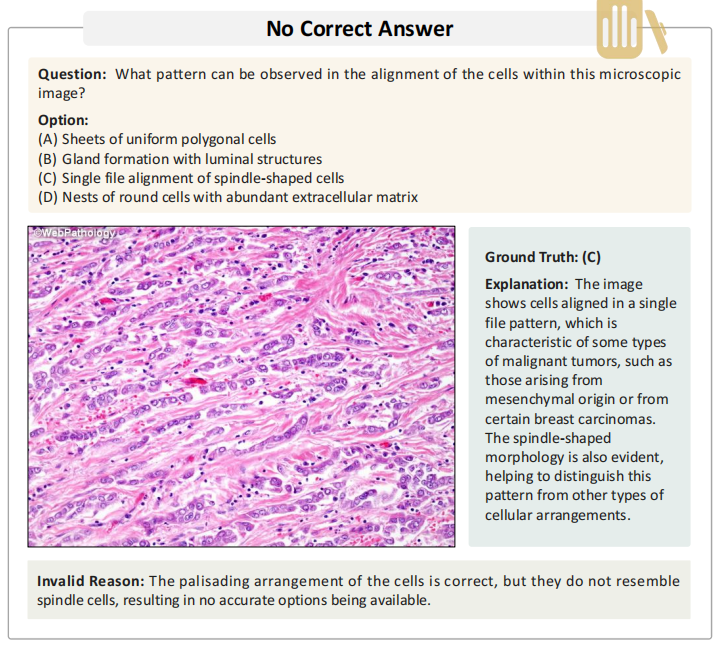 No Correct Answer
Question: What pattern can be observed in the alignment of the cells within this microscopic
image?
Option:
(A) Sheets of uniform polygonal cells
(B) Gland formation with luminal structures
(C) Single file alignment of spindle-shaped cells
(D) Nests of round cells with abundant extracellular matrix
©WebPathology
Ground Truth: (C)
Explanation: The image
shows cells aligned in a single
file pattern, which is
characteristic of some types
of malignant tumors, such as
those arising from
mesenchymal origin or from
certain breast carcinomas.
The spindle-shaped
morphology is also evident,
helping to distinguish this
pattern from other types of
cellular arrangements.
Invalid Reason: The palisading arrangement of the cells is correct, but they do not resemble
spindle cells, resulting in no accurate options being available.